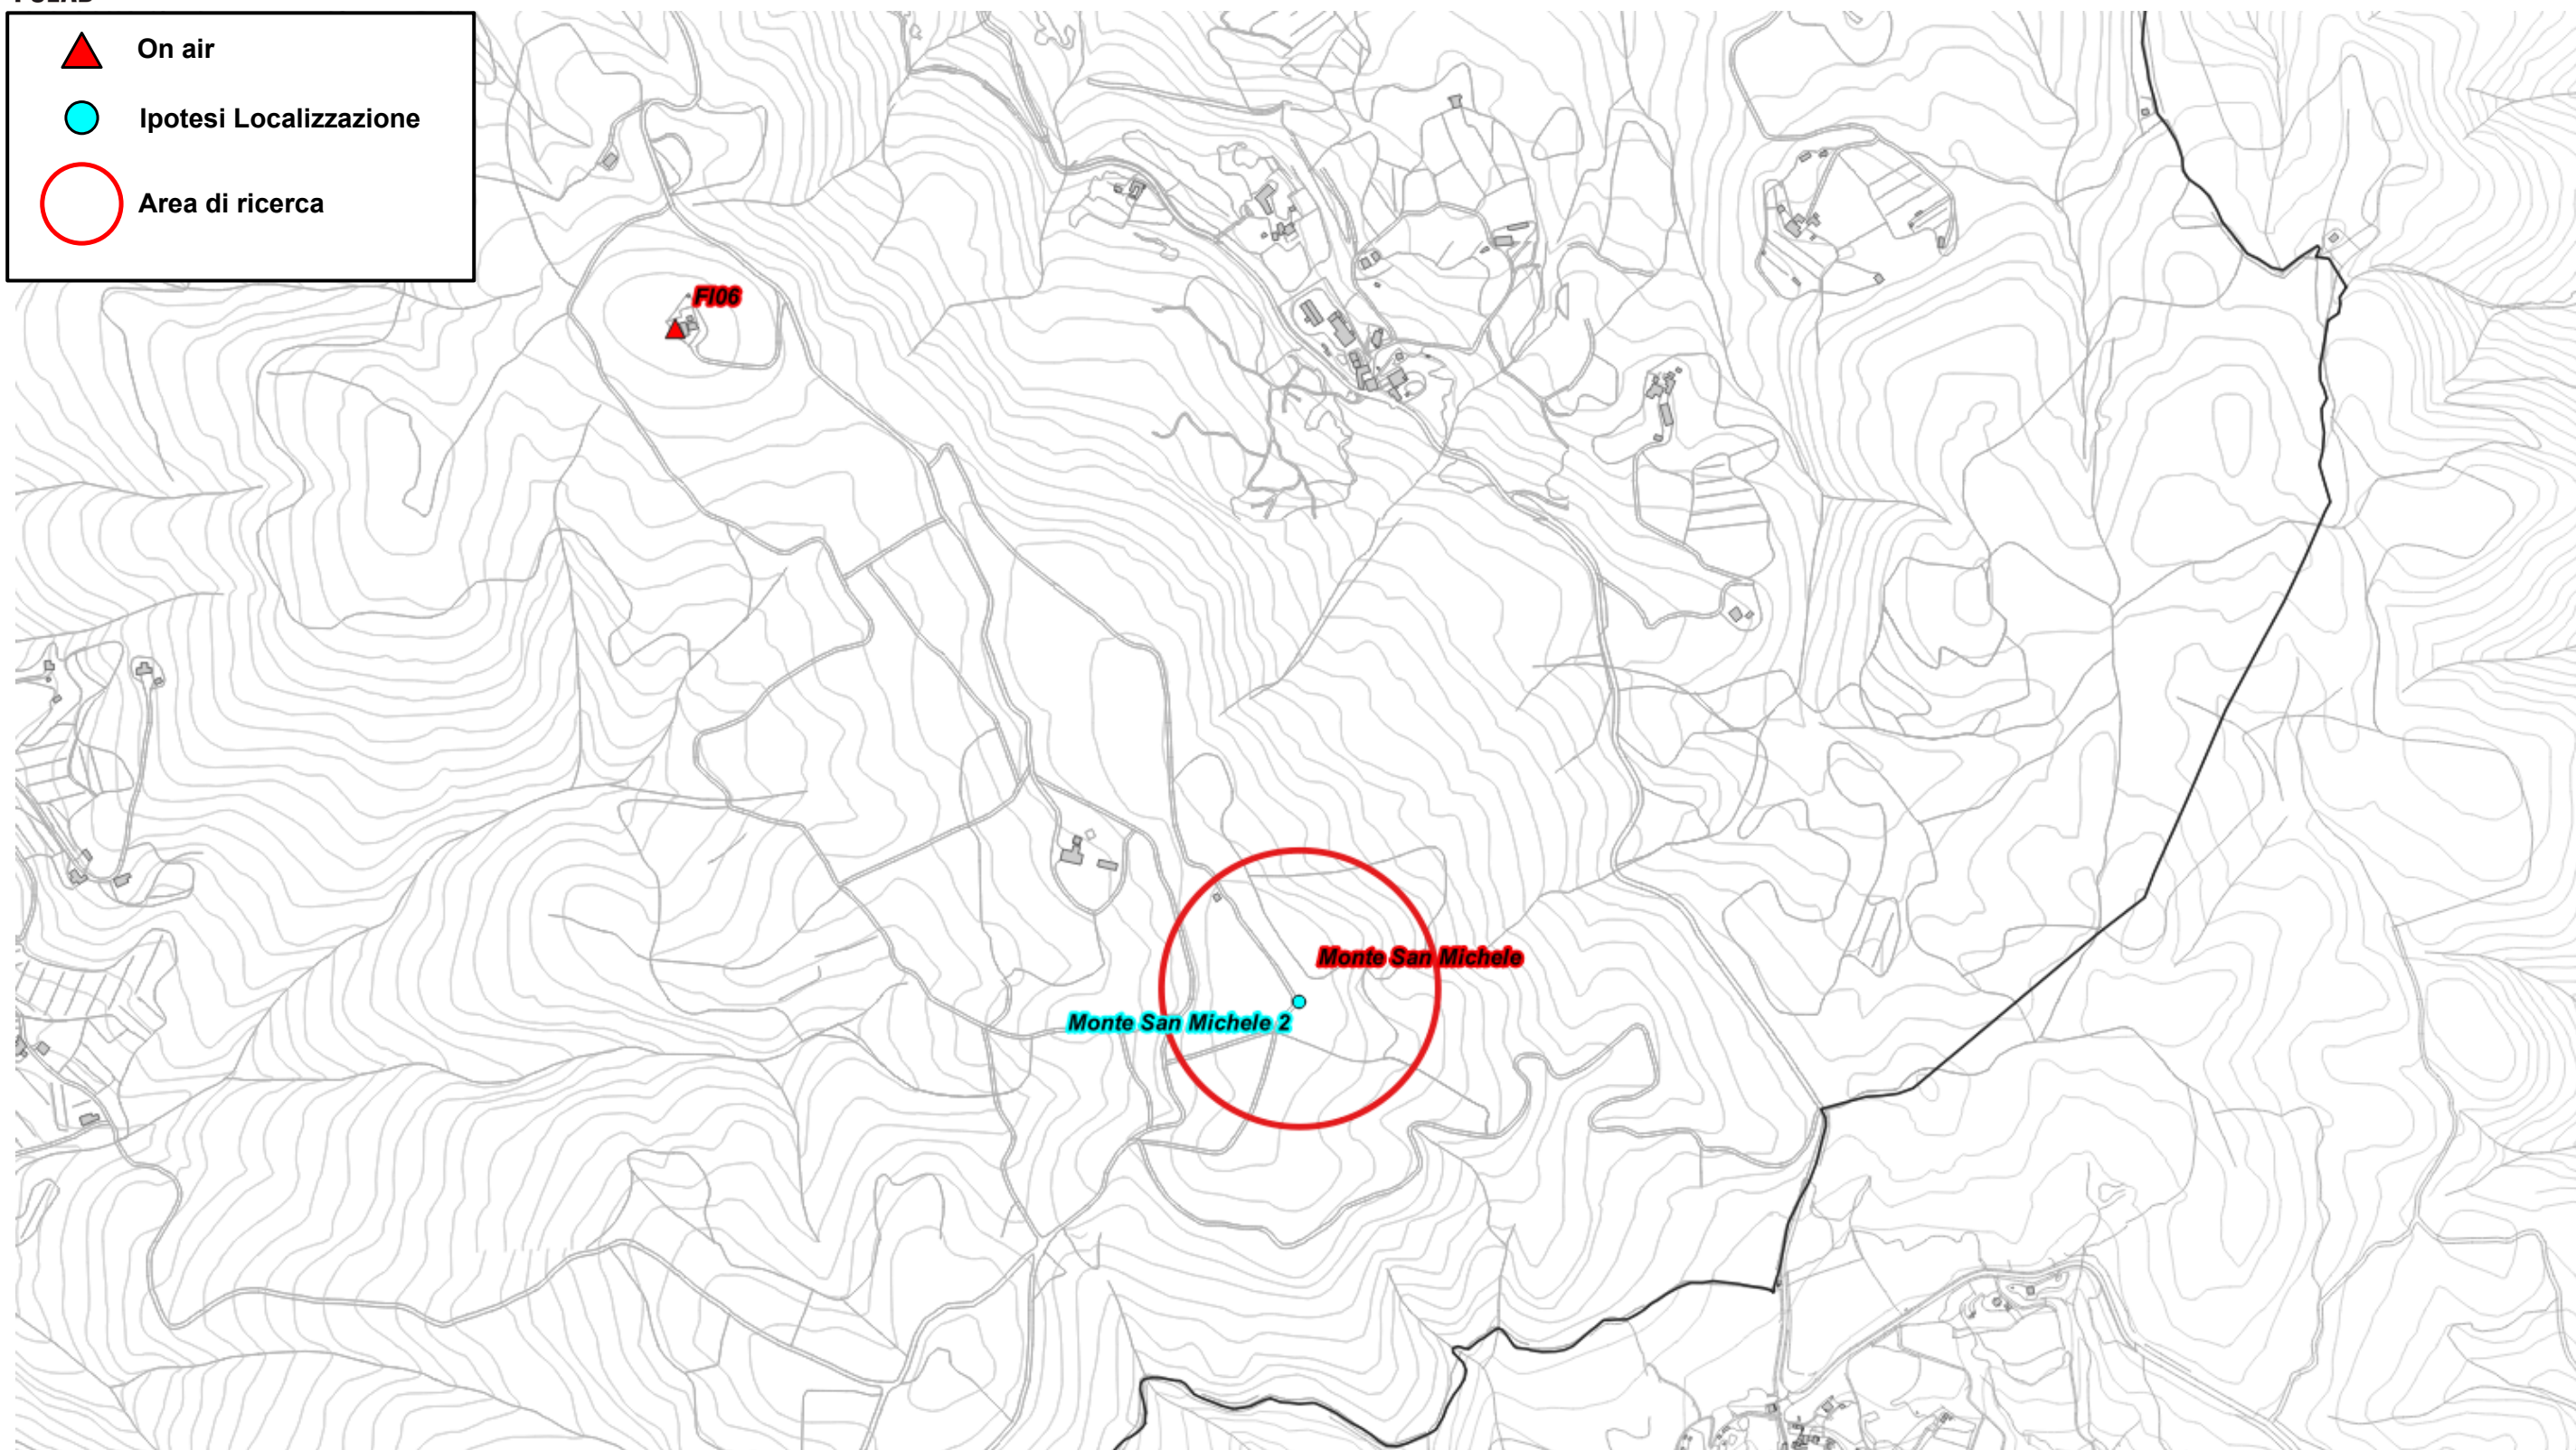 On air
Ipotesi Localizzazione
Area di ricerca
FI06
Monte San Michele
Monte San Michele 2